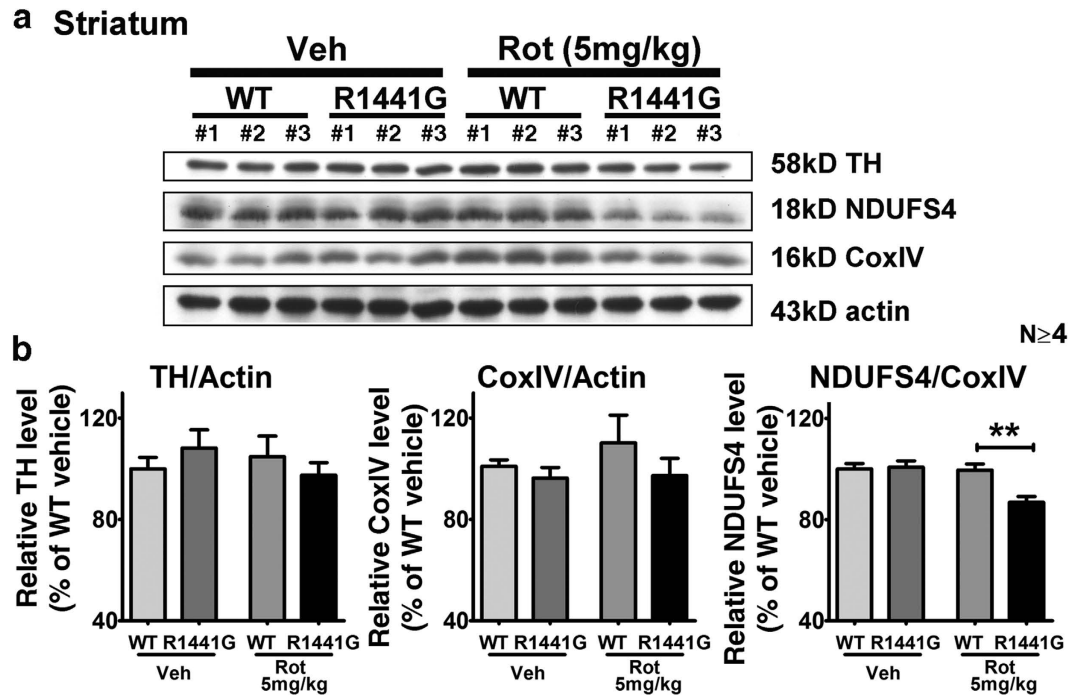 a Striatum
Veh Rot (5mg/kg)
WT R1441G WT R1441G
#1 #2 #3 #1 #2 #3 #1 #2 #3 #1 #2 #3
58kD TH
18kD NDUFS4
16kD CoxIV
43kD actin
N≥4
b
TH/Actin
Relative TH level
(% of WT vehicle)
120
80
40
WT R1441G WT R1441G
Veh Rot
5mg/kg
CoxIV/Actin
Relative CoxIV level
(% of WT vehicle)
120
80
40
WT R1441G WT R1441G
Veh Rot
5mg/kg
NDUFS4/CoxIV
Relative NDUFS4 level
(% of WT vehicle)
120
80
40
**
WT R1441G WT R1441G
Veh Rot
5mg/kg